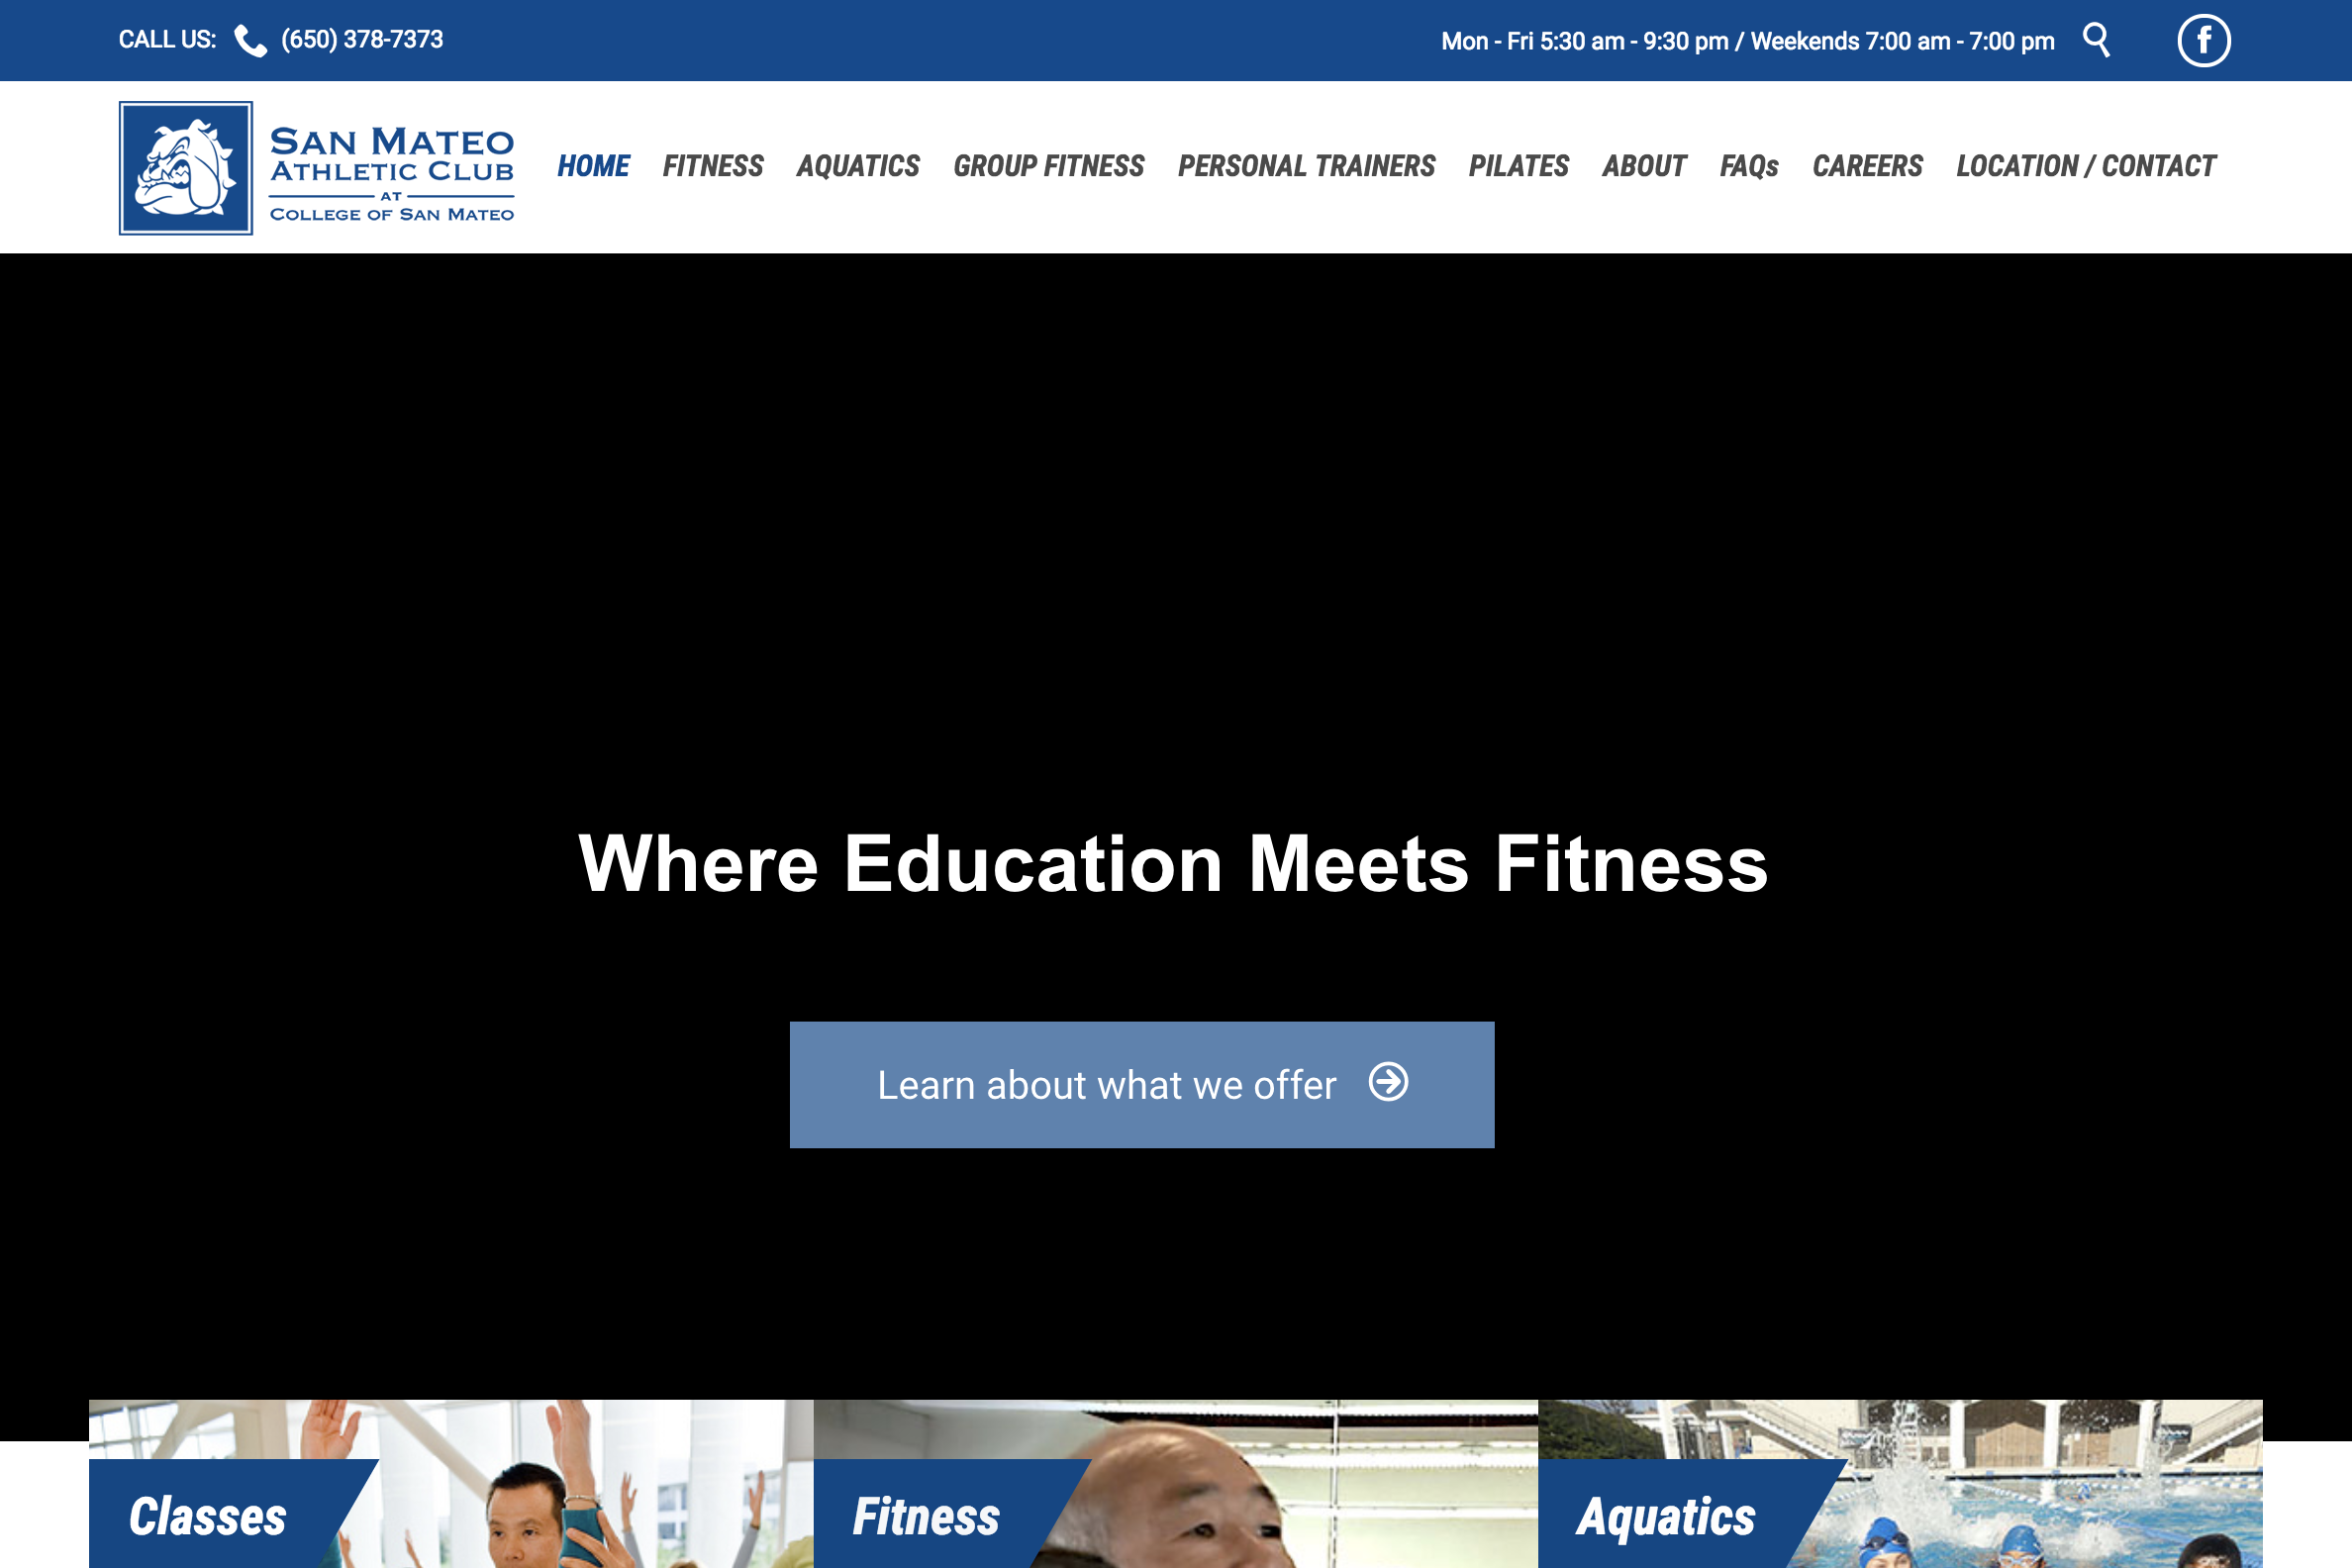 CALL US: (650) 378-7373
Mon - Fri 5:30 am - 9:30 pm / Weekends 7:00 am - 7:00 pm
SAN MATEO
ATHLETIC CLUB
AT
COLLEGE OF SAN MATEO
HOME FITNESS AQUATICS GROUP FITNESS PERSONAL TRAINERS PILATES ABOUT FAQs CAREERS LOCATION / CONTACT
Where Education Meets Fitness
Learn about what we offer
Classes
Fitness
Aquatics